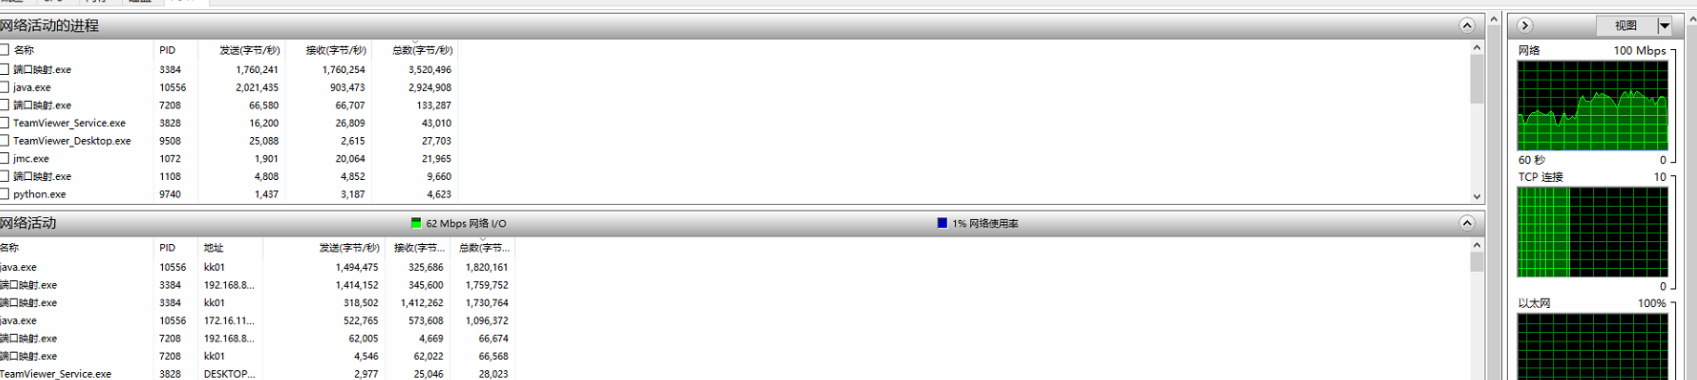 网络活动的进程
名称 PID 发送(字节/秒) 接收(字节/秒) 总数(字节/秒)
端口映射.exe 3384 1,760,241 1,760,254 3,520,496
java.exe 10556 2,021,435 903,473 2,924,908
端口映射.exe 7208 66,580 66,707 133,287
TeamViewer_Service.exe 3828 16,200 26,809 43,010
TeamViewer_Desktop.exe 9508 25,088 2,615 27,703
jmc.exe 1072 1,901 20,064 21,965
端口映射.exe 1108 4,808 4,852 9,660
python.exe 9740 1,437 3,187 4,623
网络活动 62 Mbps 网络 I/O 1% 网络使用率
名称 PID 地址 发送(字节/秒) 接收(字节... 总数(字节...
java.exe 10556 kk01 1,494,475 325,686 1,820,161
端口映射.exe 3384 192.168.8... 1,414,152 345,600 1,759,752
端口映射.exe 3384 kk01 318,502 1,412,262 1,730,764
java.exe 10556 172.16.11... 522,765 573,608 1,096,372
端口映射.exe 7208 192.168.8... 62,005 4,669 66,674
端口映射.exe 7208 kk01 4,546 62,022 66,568
TeamViewer_Service.exe 3828 DESKTOP... 2,977 25,046 28,023
视图
网络 100 Mbps
60 秒 0
TCP 连接 10
0
以太网 100%